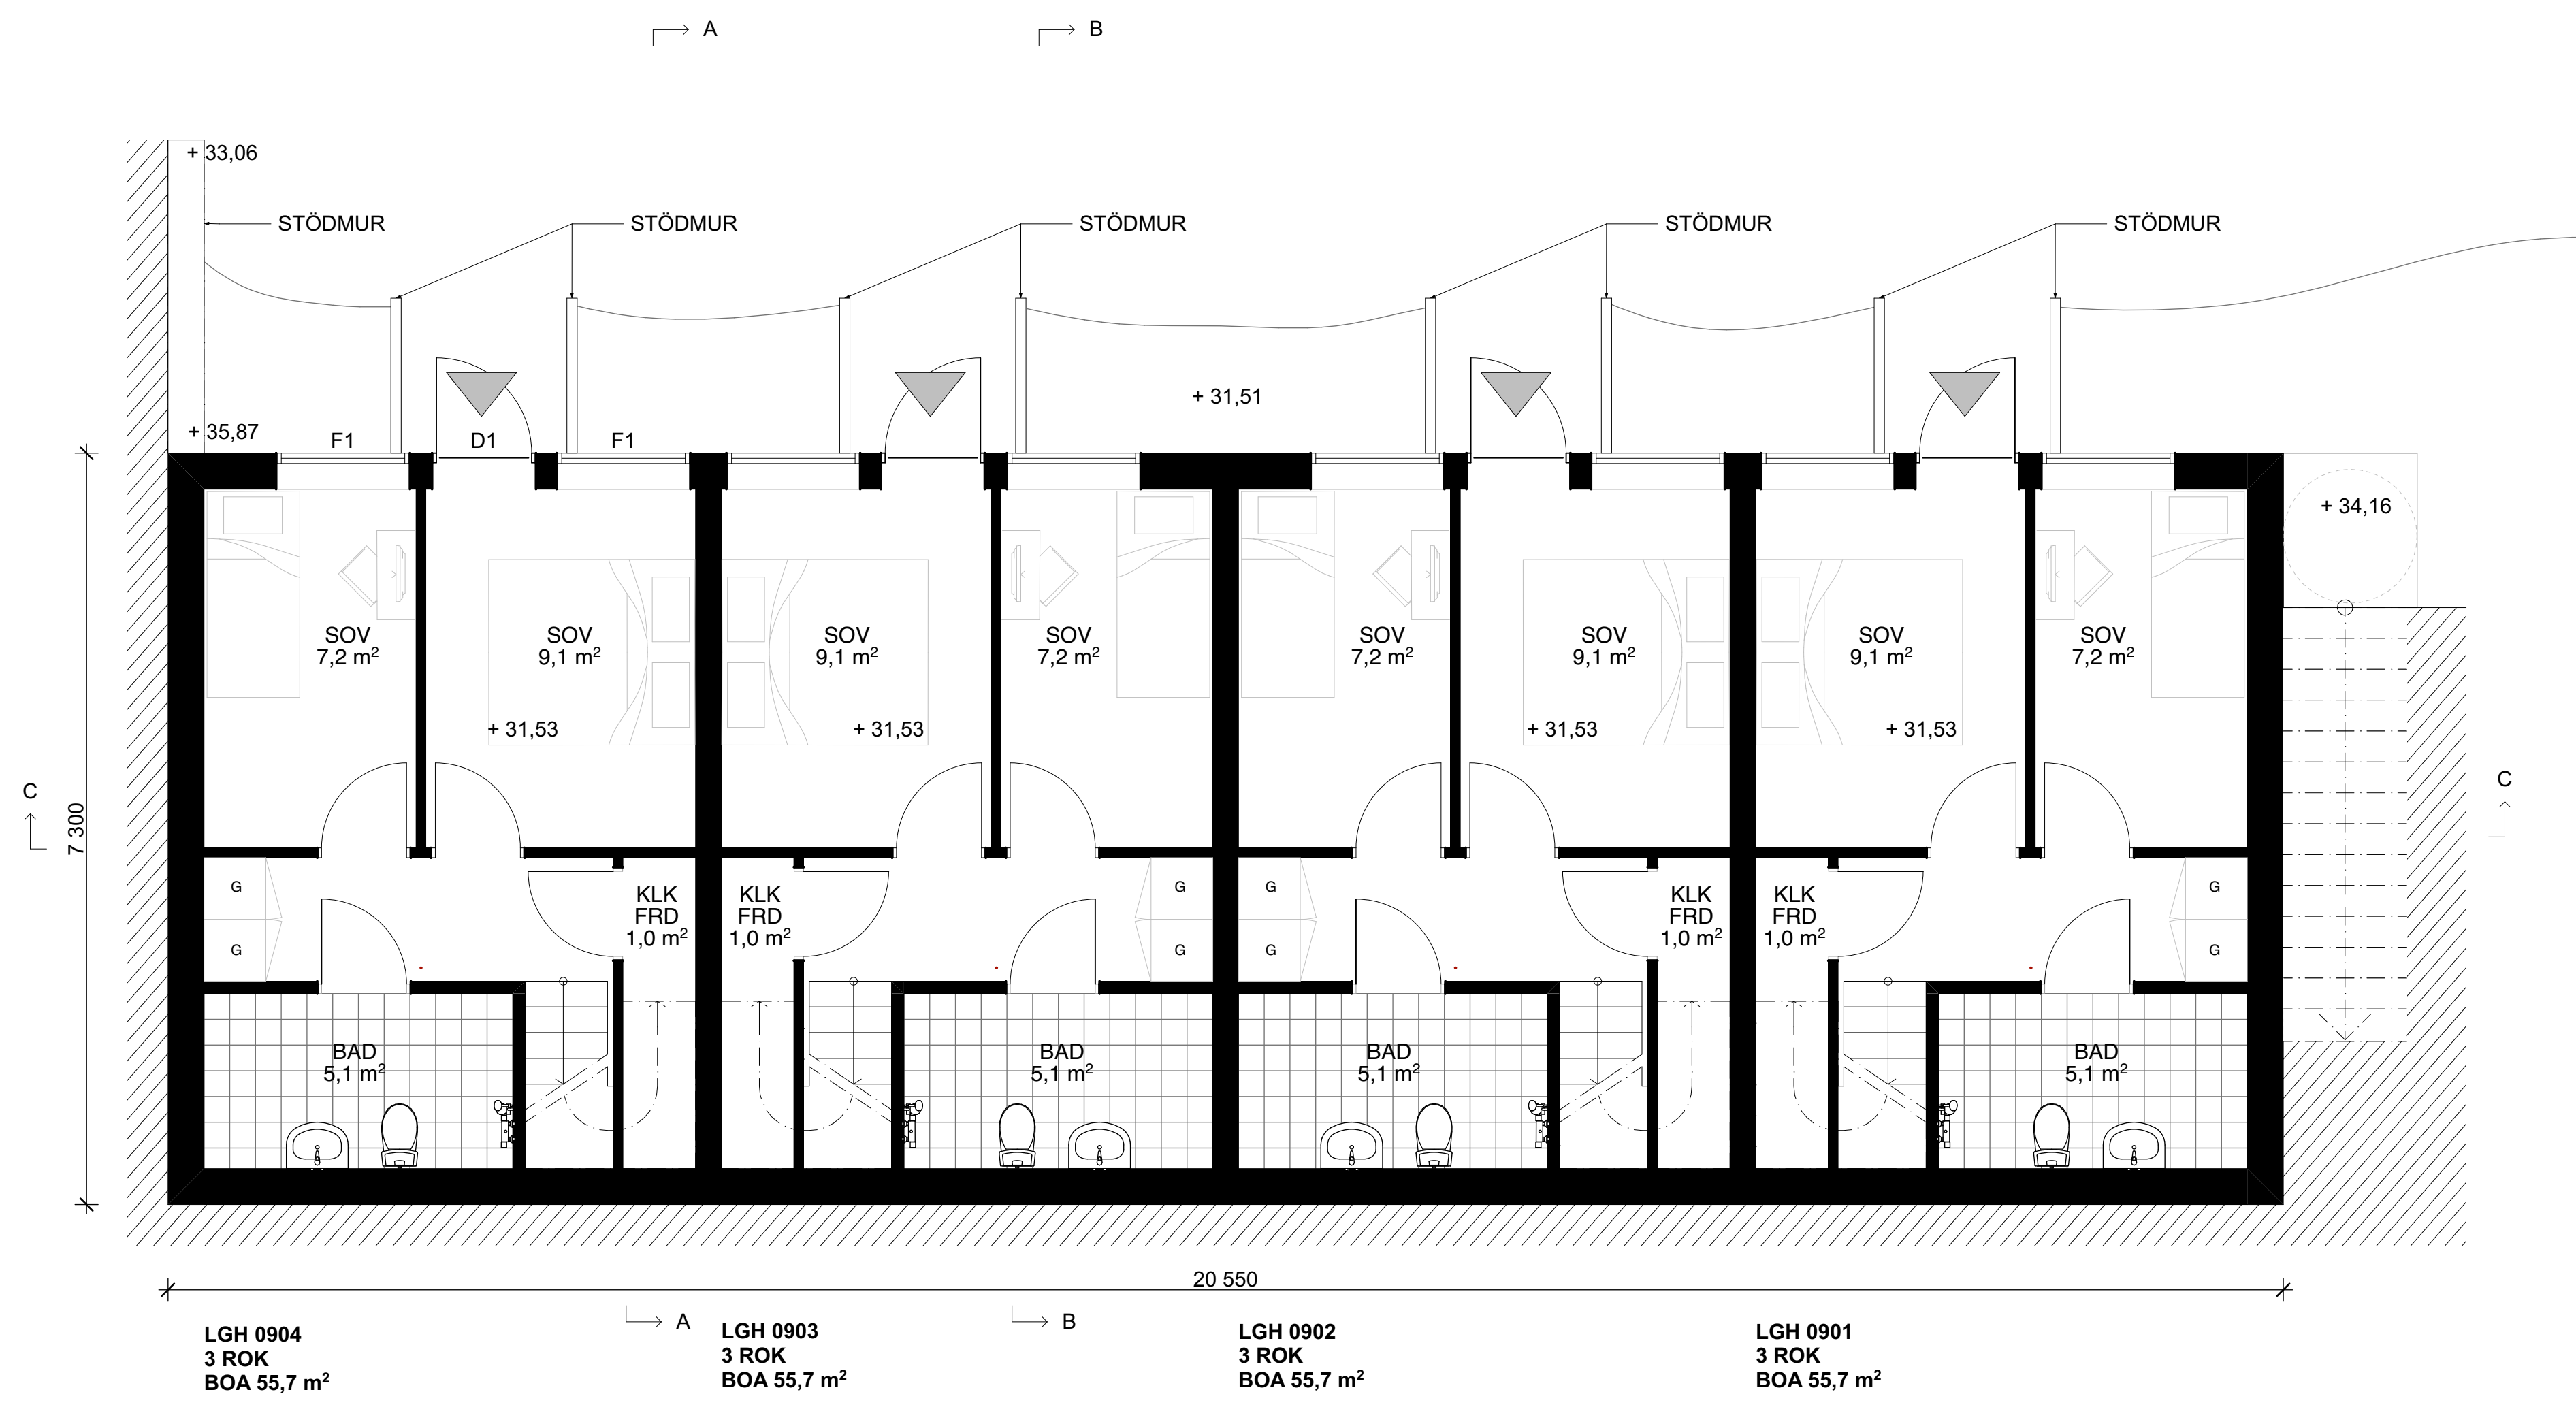 A
B
+ 33,06
STÖDMUR
STÖDMUR
STÖDMUR
STÖDMUR
STÖDMUR
+ 31,51
+ 35,87
F1
D1
F1
+ 34,16
SOV
7,2 m²
SOV
9,1 m²
SOV
9,1 m²
SOV
7,2 m²
SOV
7,2 m²
SOV
9,1 m²
SOV
9,1 m²
SOV
7,2 m²
+ 31,53
+ 31,53
+ 31,53
+ 31,53
C
C
7 300
G
G
KLK
FRD
1,0 m²
KLK
FRD
1,0 m²
G
G
G
G
KLK
FRD
1,0 m²
KLK
FRD
1,0 m²
G
G
BAD
5,1 m²
BAD
5,1 m²
BAD
5,1 m²
BAD
5,1 m²
20 550
A
B
LGH 0904
3 ROK
BOA 55,7 m²
LGH 0903
3 ROK
BOA 55,7 m²
LGH 0902
3 ROK
BOA 55,7 m²
LGH 0901
3 ROK
BOA 55,7 m²